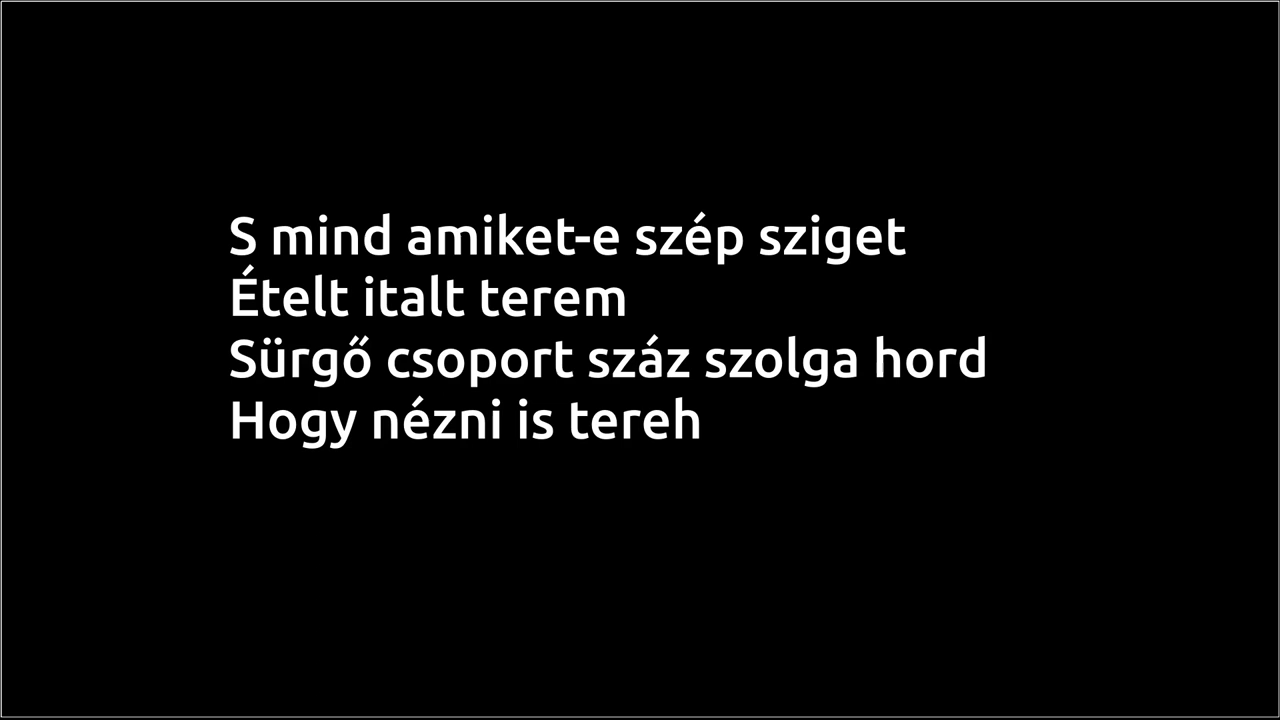 S mind amiket-e szép sziget
Ételt italt terem
Sürgő csoport száz szolga hord
Hogy nézni is tereh